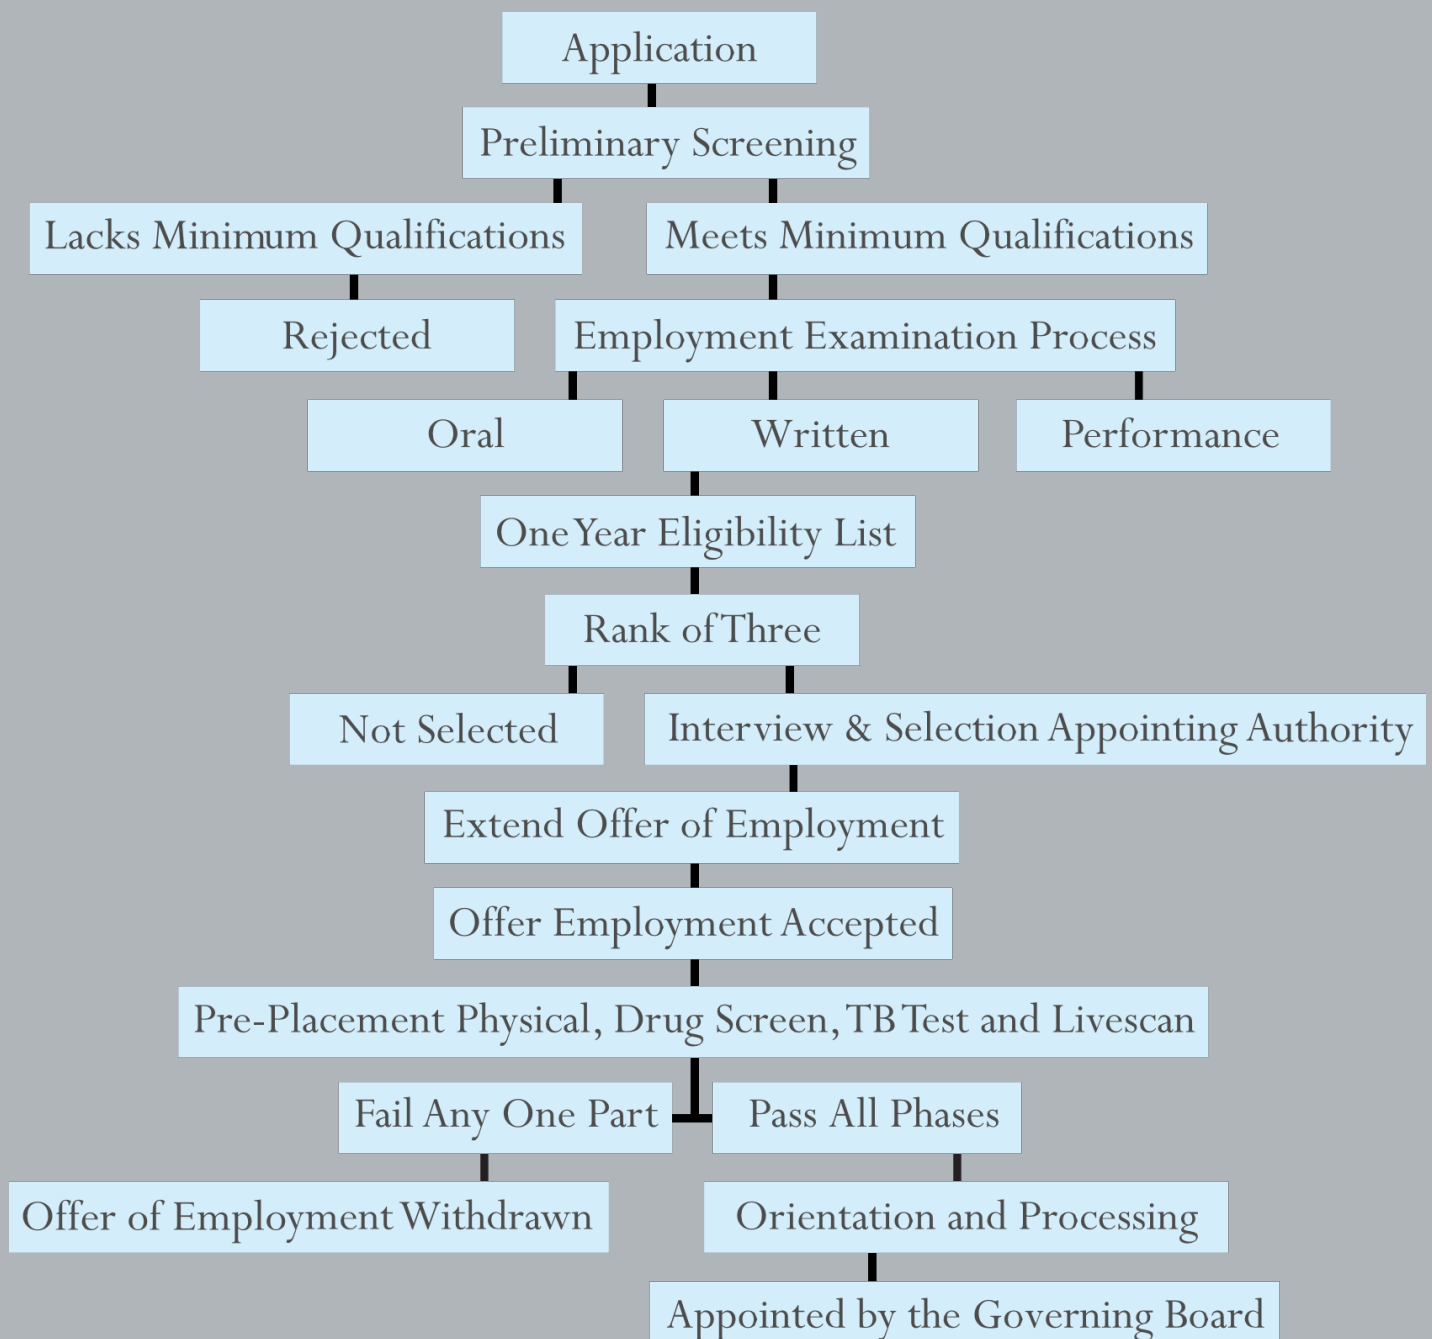 Application
Preliminary Screening
Lacks Minimum Qualifications
Meets Minimum Qualifications
Rejected
Employment Examination Process
Oral
Written
Performance
One Year Eligibility List
Rank of Three
Not Selected
Interview & Selection Appointing Authority
Extend Offer of Employment
Offer Employment Accepted
Pre-Placement Physical, Drug Screen, TB Test and Livescan
Fail Any One Part
Pass All Phases
Offer of Employment Withdrawn
Orientation and Processing
Appointed by the Governing Board